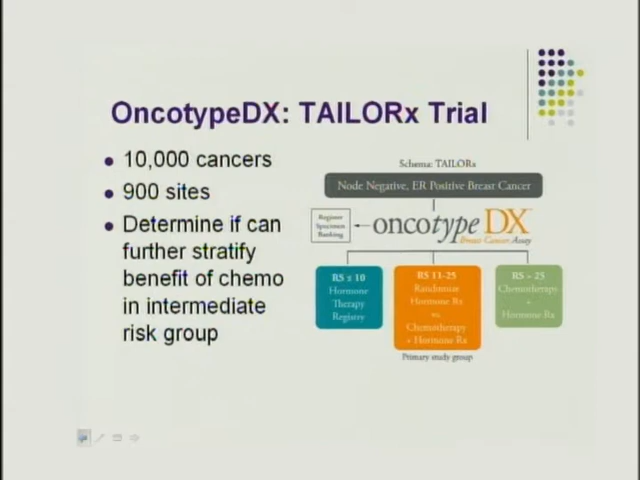 OncotypeDX: TAILORx Trial
10,000 cancers
900 sites
Determine if can
further stratify
benefit of chemo
in intermediate
risk group
Schema: TAILORx
Node Negative, ER Positive Breast Cancer
Register
Specimen
Banking
oncotype DX
Breast Cancer Assay
RS ≤ 10
Hormone
Therapy
Registry
RS 11-25
Randomize
Hormone Rx
vs.
Chemotherapy
+ Hormone Rx
RS > 25
Chemotherapy
+
Hormone Rx
Primary study group